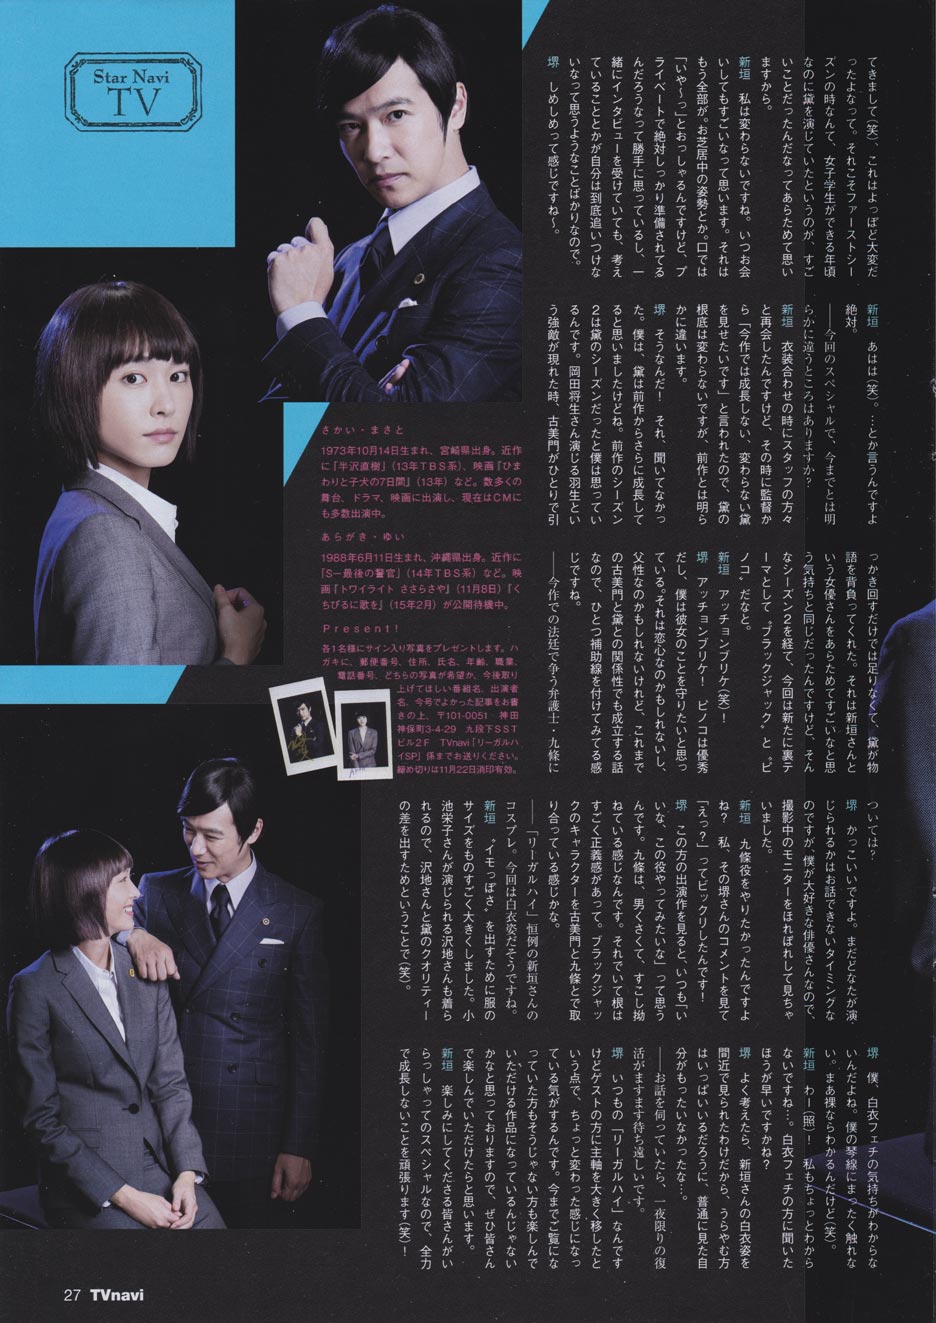 Star Navi
TV
てきまして（笑）、これはよっぽど大変だ
ったよなって。それこそファーストシー
ズンの時なんて、女子学生ができる年頃
なのに黛を演じていたというのが、すご
いことだったんだなってあらためて思い
ますから。
新垣　私は変わらないですね。いつお会
いしてもすごいなって思います。それは
もう全部が。お芝居中の姿勢とか。口では
「いや〜っ」とおっしゃるんですけど、プ
ライベートで絶対しっかり準備されてる
んだろうなって勝手に思っているし、一
緒にインタビューを受けていても、考え
ていることとかが自分は到底追いつけな
いなって思うようなことばかりなので。
堺　しめしめって感じですね〜。
新垣　あはは（笑）。…とか言うんですよ
絶対。
――今回のスペシャルで、今までとは明
らかに違うところはありますか？
新垣　衣装合わせの時にスタッフの方々
と再会したんですけど、その時に監督か
ら「今作では成長しない、変わらない黛
を見せたいです」と言われたので、黛の
根底は変わらないですが、前作とは明ら
かに違います。
堺　そうなんだ！　それ、聞いてなかっ
た。僕は、黛は前作からさらに成長して
ると思いましたけどね。前作のシーズン
2は黛のシーズンだったと僕は思ってい
るんです。岡田将生さん演じる羽生とい
う強敵が現れた時、古美門がひとりで引
っかき回すだけでは足りなくて、黛が物
語を背負ってくれた。それは新垣さんと
いう女優さんをあらためてすごいなと思
う気持ちと同じだったんですけど、そん
なシーズン2を経て、今回は新たに裏テ
ーマとして〝ブラックジャック〟と〝ピ
ノコ〟だなと。
新垣　アッチョンブリケ（笑）！
堺　アッチョンブリケ！　ピノコは優秀
だし、僕は彼女のことを守りたいと思っ
ている。それは恋心なのかもしれないし、
父性なのかもしれないけれど、これまで
の古美門と黛との関係性でも成立する話
なので、ひとつ補助線を付けてみてる感
じですね。
――今作での法廷で争う弁護士・九條に
ついては？
堺　かっこいいですよ。まだどなたが演
じられるかはお話できないタイミングな
のですが、僕が大好きな俳優さんなので、
撮影中のモニターをほれぼれして見ちゃ
いました。
新垣　九條役をやりたかったんですよ
ね？　私、その堺さんのコメントを見て
「えっ？」ってビックリしたんです！
堺　この方の出演作を見ると、いつも「い
いな、この役やってみたいな」って思う
んです。九條は、男くさくて、すこし拗
ねている感じなんです。それでいて根は
すごく正義感があって。ブラックジャッ
クのキャラクターを古美門と九條とで取
り合っている感じかな。
――「リーガルハイ」恒例の新垣さんの
コスプレ。今回は白衣姿だそうですね。
新垣　〝イモっぽさ〟を出すために服の
サイズをものすごく大きくしました。小
池栄子さんが演じられる沢地さんも着ら
れるので、沢地さんと黛のクオリティー
の差を出すためということで（笑）。
堺　僕、白衣フェチの気持ちがわからな
いんだよね。僕の琴線にまったく触れな
い。まあ裸ならわかるんだけど（笑）。
新垣　わー（照）！　私もちょっとわから
ないですね…。白衣フェチの方に聞いた
ほうが早いですかね？
堺　よく考えたら、新垣さんの白衣姿を
間近で見られたわけだから、うらやむ方
はいっぱいいるだろうに、普通に見た自
分がもったいなかったな…。
――お話を伺っていたら、一夜限りの復
活がますます待ち遠しいです。
堺　いつもの「リーガルハイ」なんです
けどゲストの方に主軸を大きく移したと
いう点で、ちょっと変わった感じになっ
ている気がするんです。今までご覧にな
っていた方もそうじゃない方も楽しんで
いただける作品になっているんじゃない
かなと思っておりますので、ぜひ皆さん
で楽しんでいただけたらと思います。
新垣　楽しみにしてくださる皆さんがい
らっしゃってのスペシャルなので、全力
で成長しないことを頑張ります（笑）！
さかい・まさと
1973年10月14日生まれ、宮崎県出身。近作
に「半沢直樹」（13年TBS系）、映画『ひま
わりと子犬の7日間』（13年）など。数多くの
舞台、ドラマ、映画に出演し、現在はCMに
も多数出演中。
あらがき・ゆい
1988年6月11日生まれ、沖縄県出身。近作に
「S―最後の警官」（14年TBS系）など。映
画『トワイライト ささらさや』（11月8日）『く
ちびるに歌を』（15年2月）が公開待機中。
Present！
各1名様にサイン入り写真をプレゼントします。ハ
ガキに、郵便番号、住所、氏名、年齢、職業、
電話番号、どちらの写真が希望か、今後取り
上げてほしい番組名、出演者
名、今号でよかった記事をお書
きの上、〒101-0051　神田
神保町3-4-29　九段下SST
ビル2F　TVnavi「リーガルハ
イSP」係までお送りください。
締め切りは11月22日消印有効。
27 TVnavi